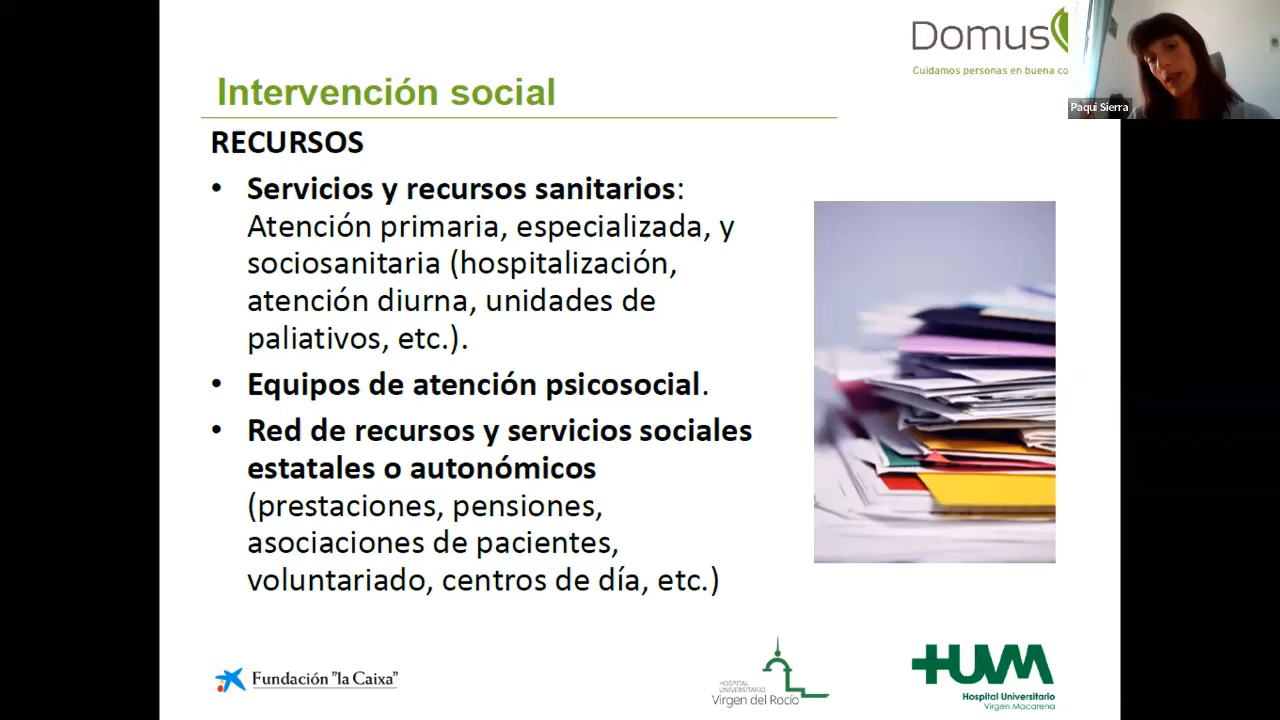 Domus
Cuidamos personas en buena co
Paqui Sierra
Intervención social
RECURSOS
• Servicios y recursos sanitarios:
Atención primaria, especializada, y
sociosanitaria (hospitalización,
atención diurna, unidades de
paliativos, etc.).
• Equipos de atención psicosocial.
• Red de recursos y servicios sociales
estatales o autonómicos
(prestaciones, pensiones,
asociaciones de pacientes,
voluntariado, centros de día, etc.)
Fundación "la Caixa"
HOSPITAL
UNIVERSITARIO
Virgen del Rocío
HUVM
Hospital Universitario
Virgen Macarena